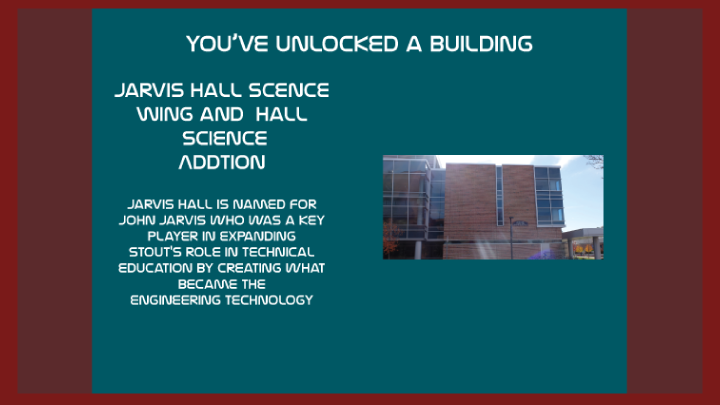 YOU'VE UNLOCKED A BUILDING
JARVIS HALL SCENCE
WING AND HALL
SCIENCE
ADDTION
JARVIS HALL IS NAMED FOR
JOHN JARVIS WHO WAS A KEY
PLAYER IN EXPANDING
STOUT'S ROLE IN TECHNICAL
EDUCATION BY CREATING WHAT
BECAME THE
ENGINEERING TECHNOLOGY